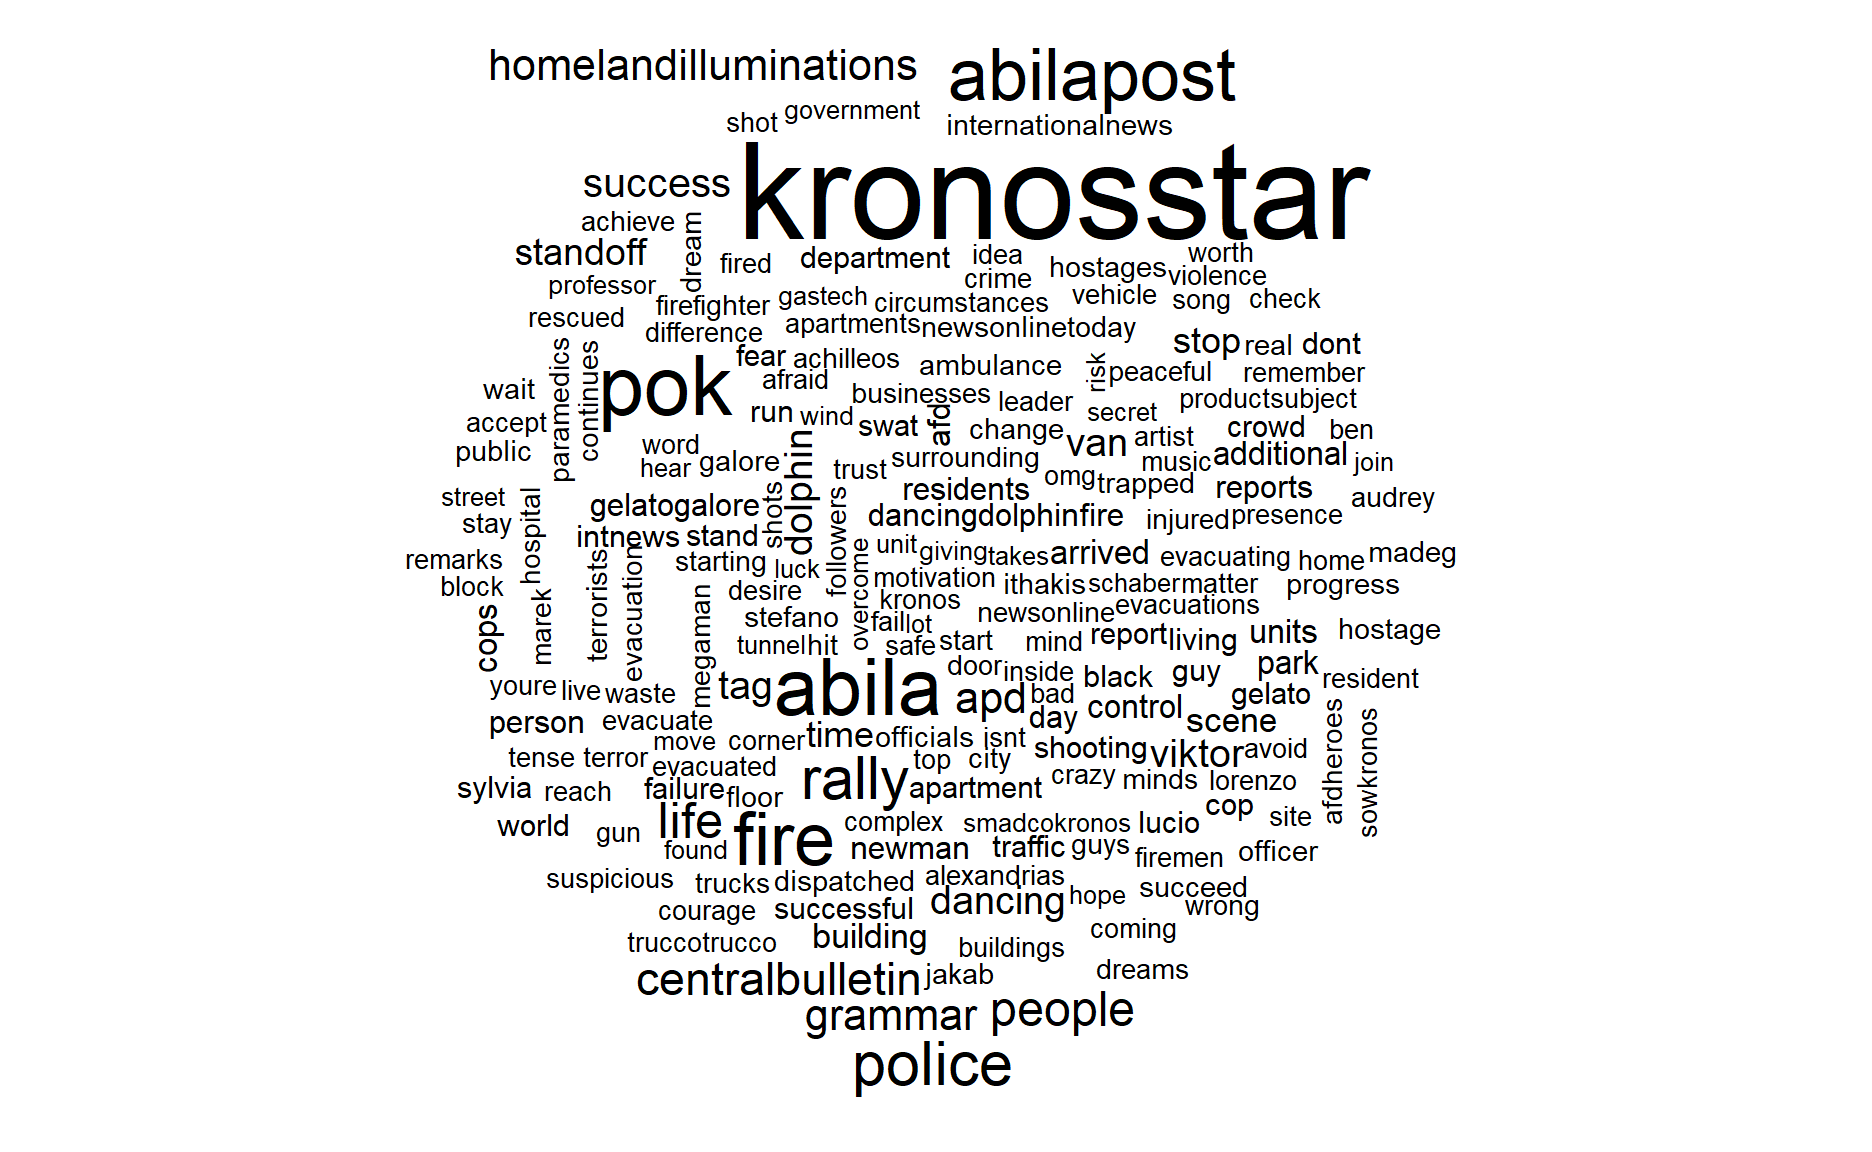 homelandilluminations
abilapost
shot
government
internationalnews
kronosstar
success
achieve
dream
standoff
fired
department
idea
worth
crime
hostages
violence
professor
firefighter
gastech
circumstances
vehicle
song
check
rescued
difference
apartments
newsonlinetoday
stop
real
dont
paramedics
continues
pok
fear
achilleos
ambulance
risk
peaceful
remember
wait
afraid
businesses
leader
secret
productsubject
accept
run
wind
swat
afd
change
van
artist
crowd
ben
public
word
hear
galore
dolphin
trust
surrounding
omg
music
additional
join
trapped
street
stay
hospital
gelatogalore
shots
followers
residents
reports
audrey
dancingdolphinfire
injured
presence
intnews
stand
remarks
block
terrorists
evacuation
starting
luck
unit
giving
takes
arrived
evacuating
home
madeg
desire
motivation
ithakis
schaber
matter
progress
cops
marek
megaman
stefano
overcome
kronos
newsonline
evacuations
fail
lot
tunnel
hit
safe
start
mind
report
living
units
hostage
youre
live
waste
tag
abila
door
inside
apd
bad
black
guy
park
resident
person
evacuate
day
control
gelato
scene
afdheroes
sowkronos
move
corner
time
officials
isnt
shooting
viktor
avoid
tense
terror
evacuated
top
city
crazy
minds
lorenzo
sylvia
reach
failure
floor
rally
apartment
cop
site
world
gun
life
found
fire
complex
smadcokronos
lucio
newman
traffic
guys
firemen
officer
suspicious
trucks
dispatched
alexandrias
succeed
courage
successful
dancing
hope
wrong
truccotrucco
building
buildings
coming
centralbulletin
jakab
dreams
grammar
people
police